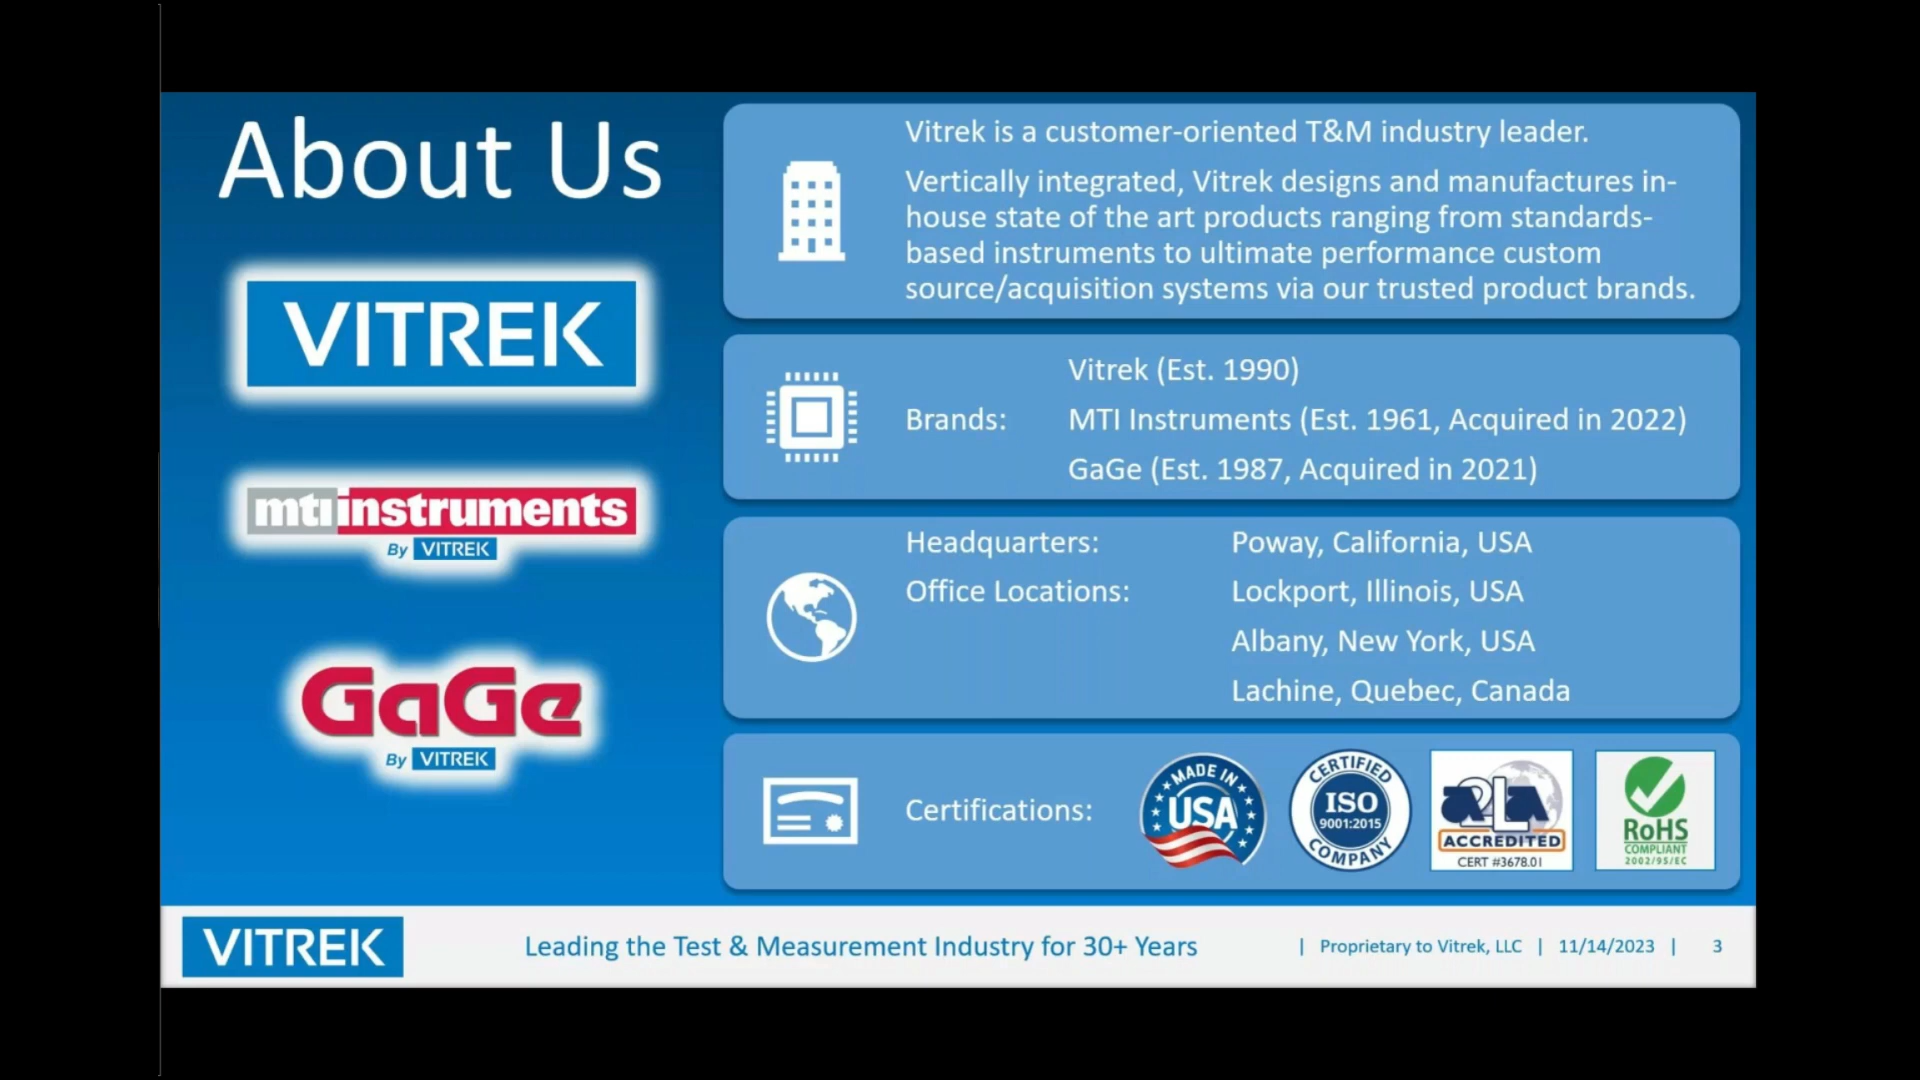 About Us
VITREK
mtiinstruments
By VITREK
GaGe
By VITREK
Vitrek is a customer-oriented T&M industry leader.
Vertically integrated, Vitrek designs and manufactures in-
house state of the art products ranging from standards-
based instruments to ultimate performance custom
source/acquisition systems via our trusted product brands.
Vitrek (Est. 1990)
Brands: MTI Instruments (Est. 1961, Acquired in 2022)
GaGe (Est. 1987, Acquired in 2021)
Headquarters: Poway, California, USA
Office Locations: Lockport, Illinois, USA
Albany, New York, USA
Lachine, Quebec, Canada
Certifications:
MADE IN
USA
CERTIFIED
ISO
9001:2015
COMPANY
A2LA
ACCREDITED
CERT #3678.01
RoHS
COMPLIANT
2002/95/EC
VITREK
Leading the Test & Measurement Industry for 30+ Years
| Proprietary to Vitrek, LLC | 11/14/2023 | 3